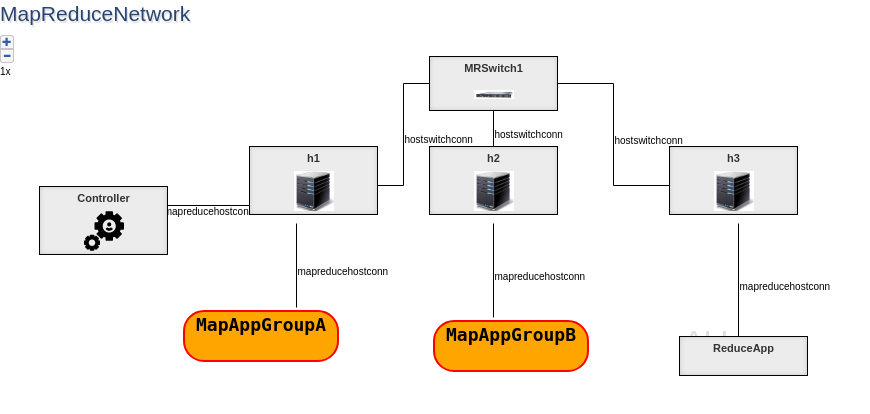 MapReduceNetwork
1x
MRSwitch1
hostswitchconn
hostswitchconn
hostswitchconn
h1
h2
h3
Controller
mapreducehostconn
mapreducehostconn
mapreducehostconn
mapreducehostconn
MapAppGroupA
MapAppGroupB
ReduceApp